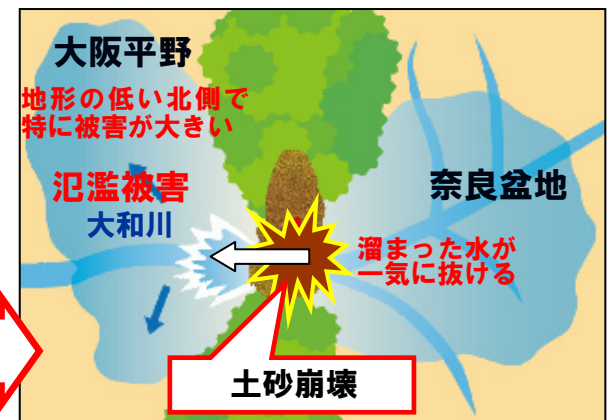 大阪平野
地形の低い北側で
特に被害が大きい
氾濫被害
大和川
奈良盆地
溜まった水が
一気に抜ける
土砂崩壊